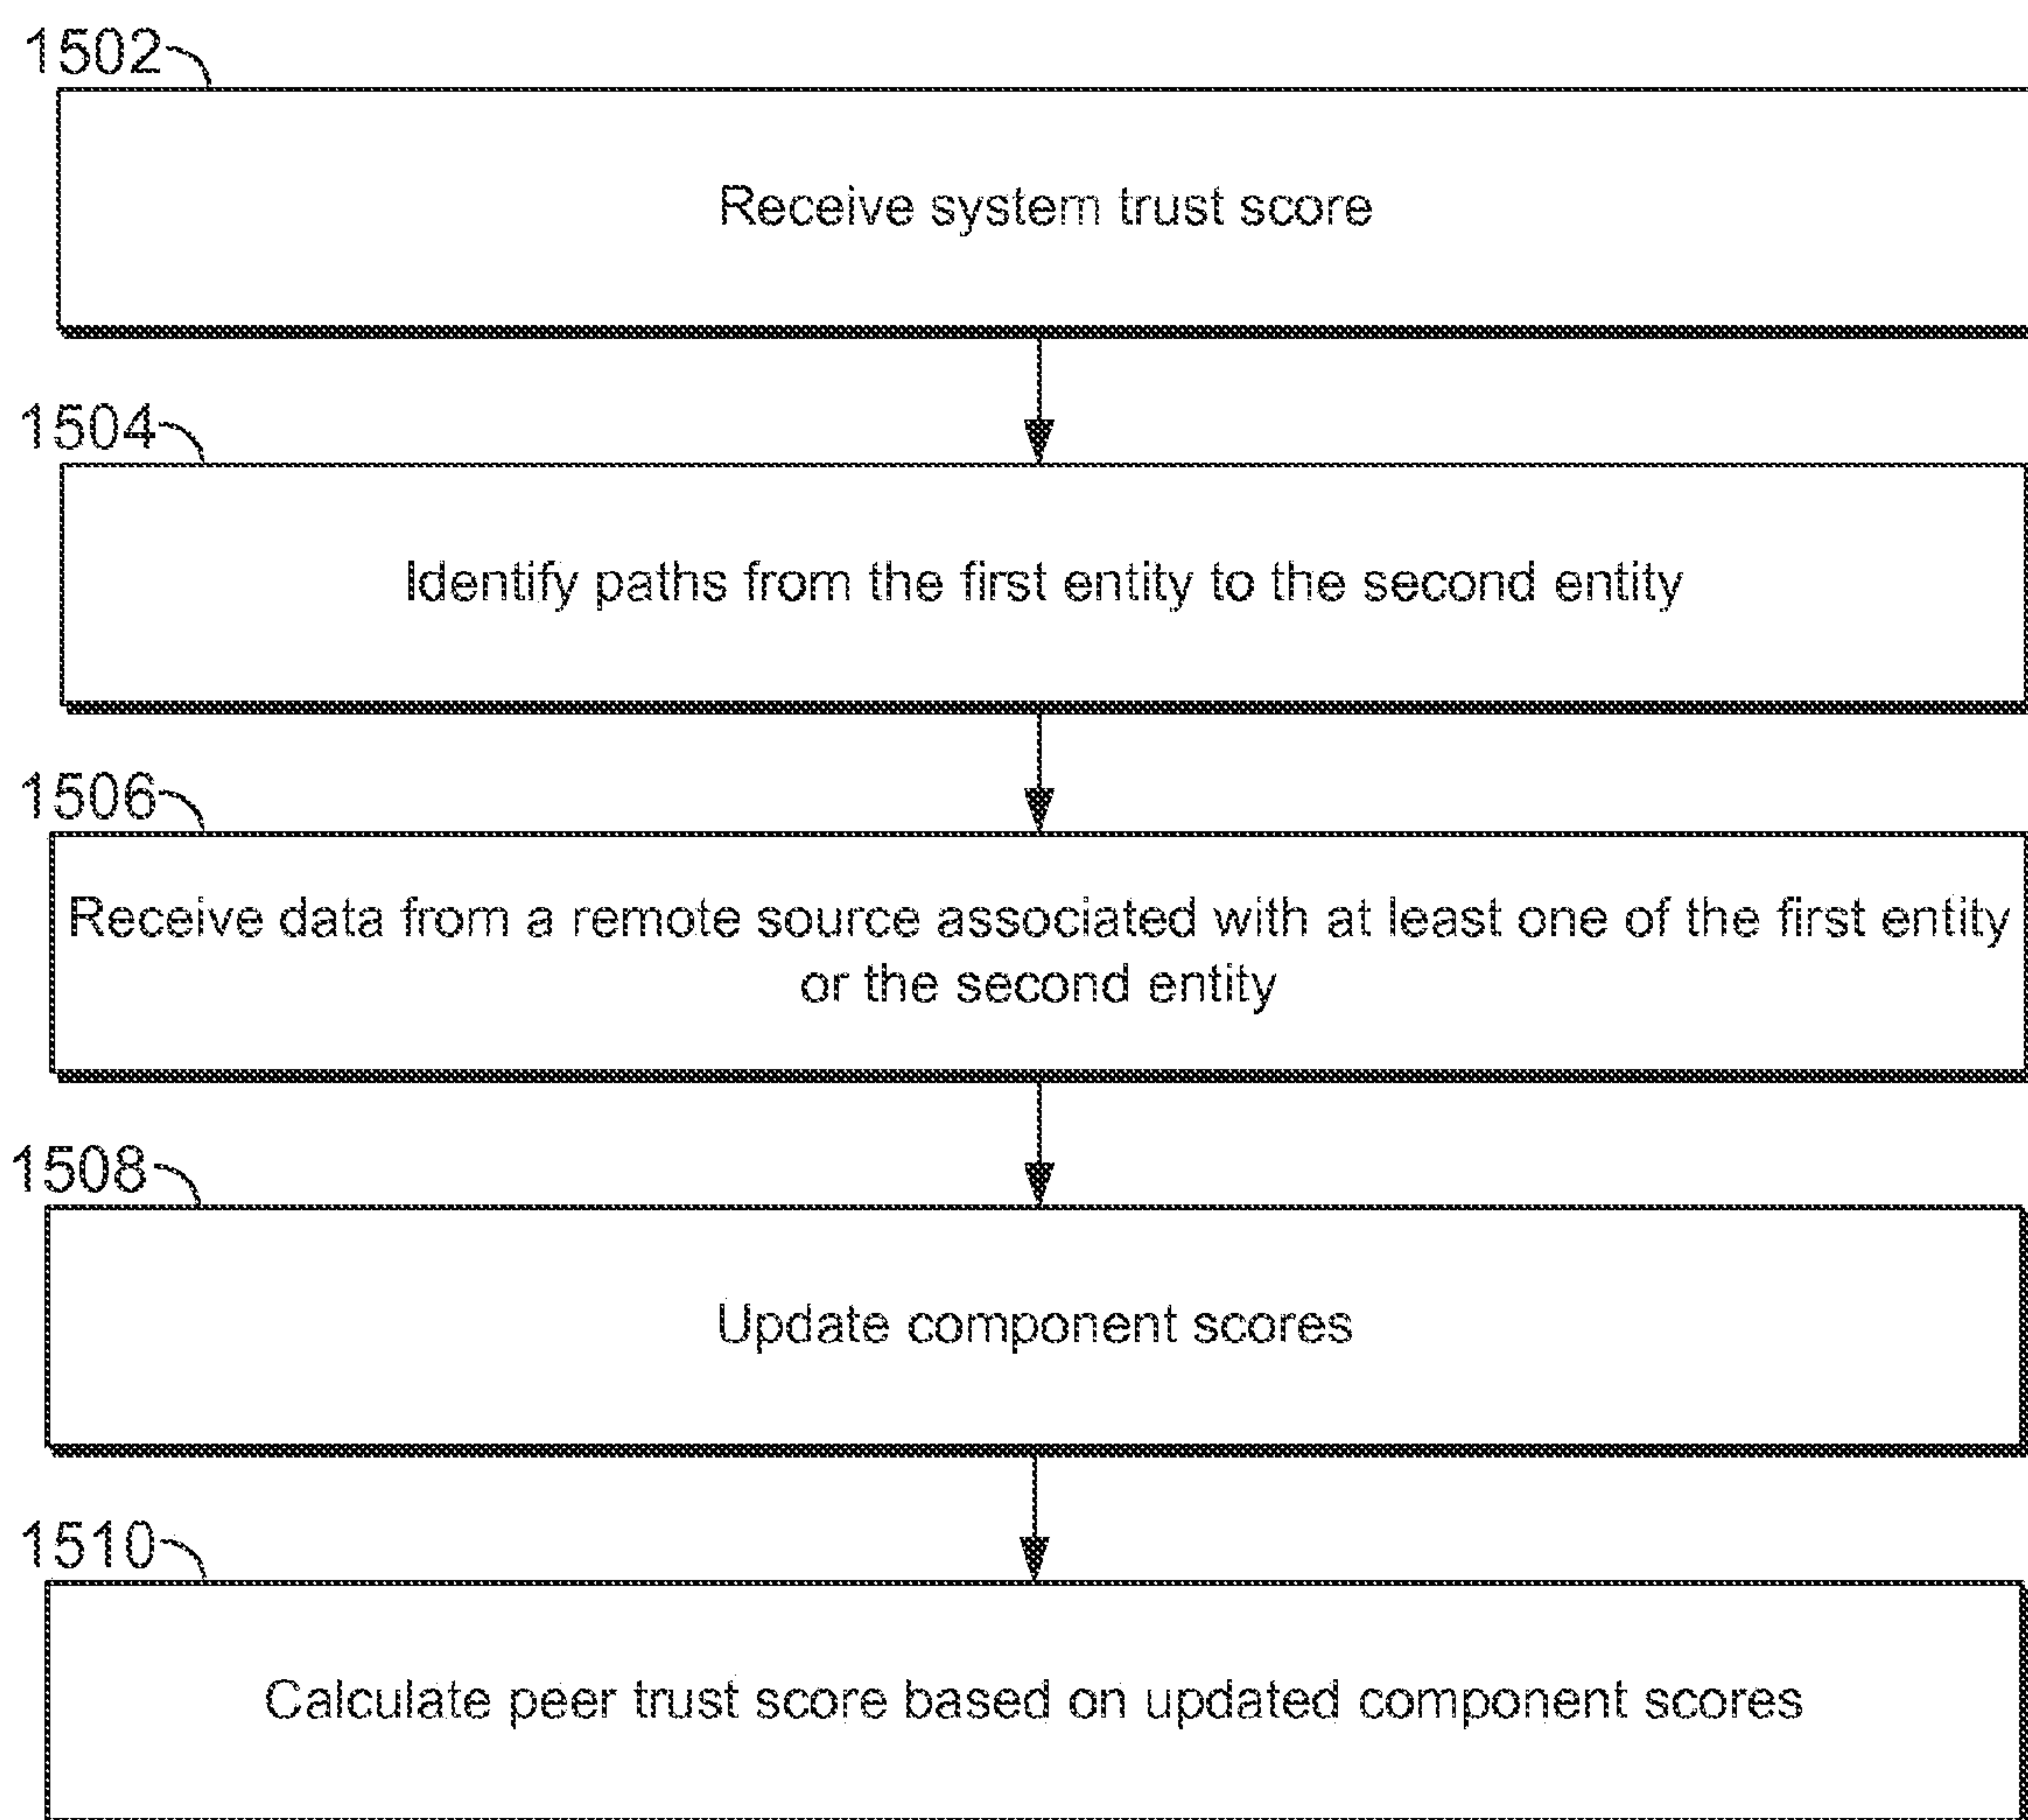 1502
Receive system trust score
1504
Identify paths from the first entity to the second entity
1506
Receive data from a remote source associated with at least one of the first entity
or the second entity
1508
Update component scores
1510
Calculate peer trust score based on updated component scores